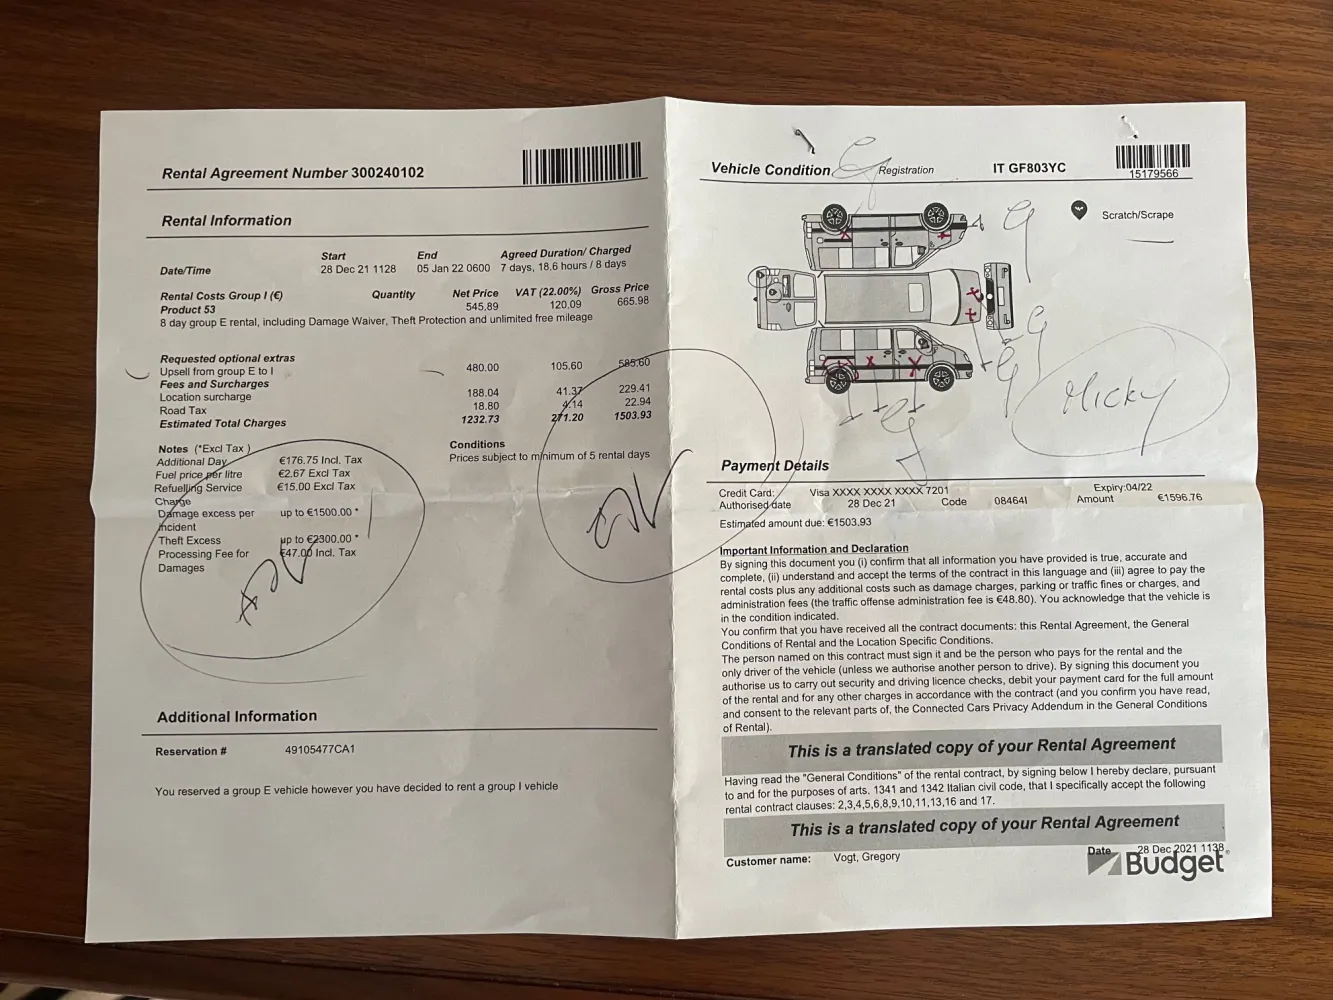 Rental Agreement Number 300240102
Rental Information
Start End Agreed Duration/ Charged
Date/Time 28 Dec 21 1128 05 Jan 22 0600 7 days, 18.6 hours / 8 days
Rental Costs Group I (€) Quantity Net Price VAT (22.00%) Gross Price
Product 53 545.89 120.09 665.98
8 day group E rental, including Damage Waiver, Theft Protection and unlimited free mileage
Requested optional extras
Upsell from group E to I 480.00 105.60 585.60
Fees and Surcharges
Location surcharge 188.04 41.37 229.41
Road Tax 18.80 4.14 22.94
Estimated Total Charges 1232.73 271.20 1503.93
Notes (*Excl Tax ) Conditions
Additional Day €176.75 Incl. Tax Prices subject to minimum of 5 rental days
Fuel price per litre €2.67 Excl Tax
Refuelling Service €15.00 Excl Tax
Charge
Damage excess per up to €1500.00 *
incident
Theft Excess up to €2300.00 *
Processing Fee for €47.00 Incl. Tax
Damages
Additional Information
Reservation # 49105477CA1
You reserved a group E vehicle however you have decided to rent a group I vehicle
Vehicle Condition Registration IT GF803YC
15179566
Scratch/Scrape
Micky
Payment Details
Credit Card: Visa XXXX XXXX XXXX 7201 Expiry:04/22
Authorised date 28 Dec 21 Code 08464I Amount €1596.76
Estimated amount due: €1503.93
Important Information and Declaration
By signing this document you (i) confirm that all information you have provided is true, accurate and
complete, (ii) understand and accept the terms of the contract in this language and (iii) agree to pay the
rental costs plus any additional costs such as damage charges, parking or traffic fines or charges, and
administration fees (the traffic offense administration fee is €48.80). You acknowledge that the vehicle is
in the condition indicated.
You confirm that you have received all the contract documents: this Rental Agreement, the General
Conditions of Rental and the Location Specific Conditions.
The person named on this contract must sign it and be the person who pays for the rental and the
only driver of the vehicle (unless we authorise another person to drive). By signing this document you
authorise us to carry out security and driving licence checks, debit your payment card for the full amount
of the rental and for any other charges in accordance with the contract (and you confirm you have read,
and consent to the relevant parts of, the Connected Cars Privacy Addendum in the General Conditions
of Rental).
This is a translated copy of your Rental Agreement
Having read the "General Conditions" of the rental contract, by signing below I hereby declare, pursuant
to and for the purposes of arts. 1341 and 1342 Italian civil code, that I specifically accept the following
rental contract clauses: 2,3,4,5,6,8,9,10,11,13,16 and 17.
This is a translated copy of your Rental Agreement
Customer name: Vogt, Gregory Date 28 Dec 2021 1138
Budget